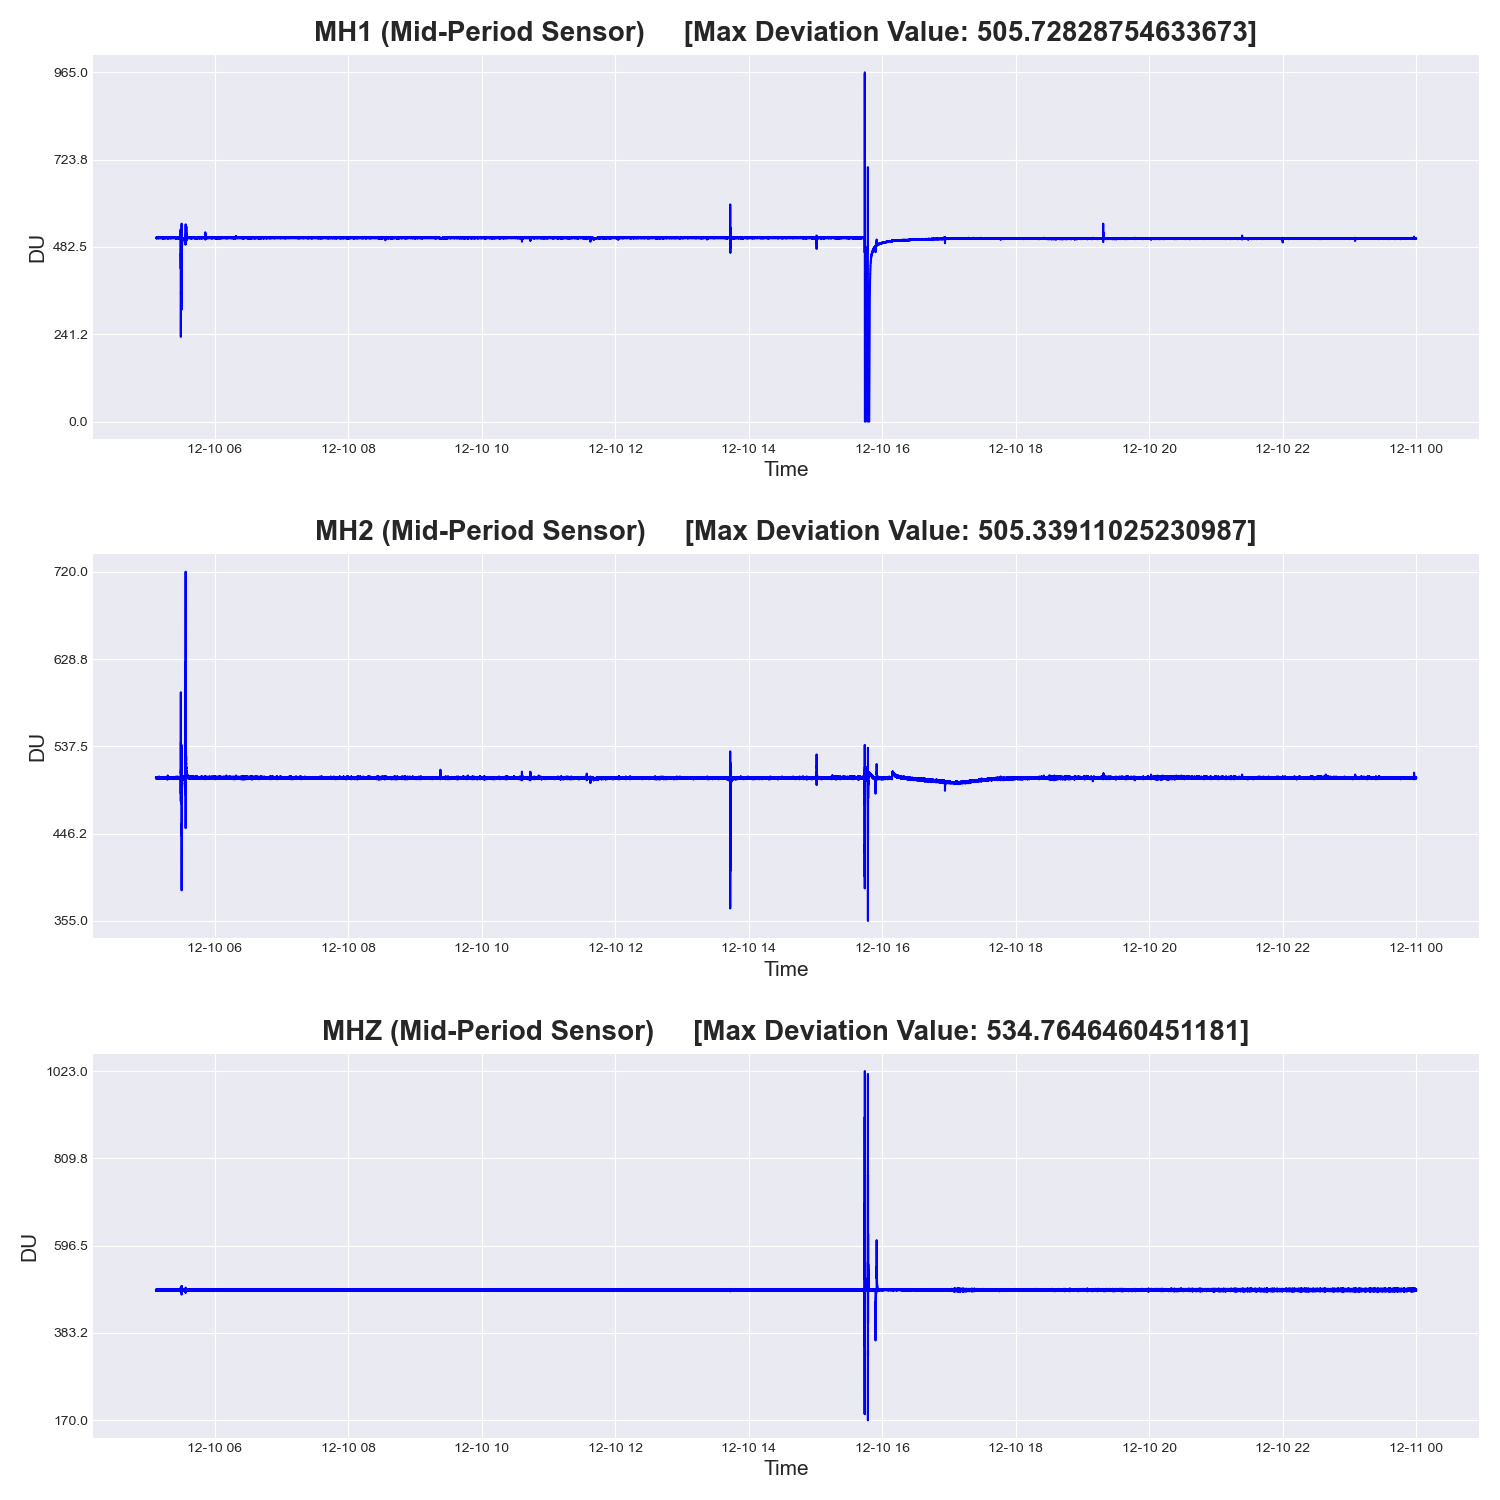 MH1 (Mid-Period Sensor) [Max Deviation Value: 505.72828754633673]
965.0
723.8
482.5
241.2
0.0
DU
12-10 06 12-10 08 12-10 10 12-10 12 12-10 14 12-10 16 12-10 18 12-10 20 12-10 22 12-11 00
Time
MH2 (Mid-Period Sensor) [Max Deviation Value: 505.33911025230987]
720.0
628.8
537.5
446.2
355.0
DU
12-10 06 12-10 08 12-10 10 12-10 12 12-10 14 12-10 16 12-10 18 12-10 20 12-10 22 12-11 00
Time
MHZ (Mid-Period Sensor) [Max Deviation Value: 534.7646460451181]
1023.0
809.8
596.5
383.2
170.0
DU
12-10 06 12-10 08 12-10 10 12-10 12 12-10 14 12-10 16 12-10 18 12-10 20 12-10 22 12-11 00
Time